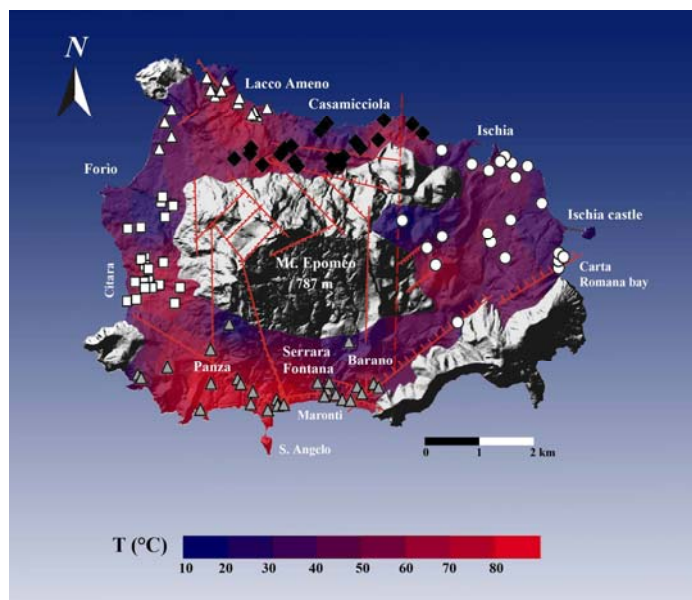 N
Lacco Ameno
Casamicciola
Ischia
Forio
Ischia castle
Mt. Epomeo
787 m
Citara
Carta
Romana bay
Panza
Serrara
Fontana
Barano
Maronti
S. Angelo
0 1 2 km
T (°C)
10 20 30 40 50 60 70 80